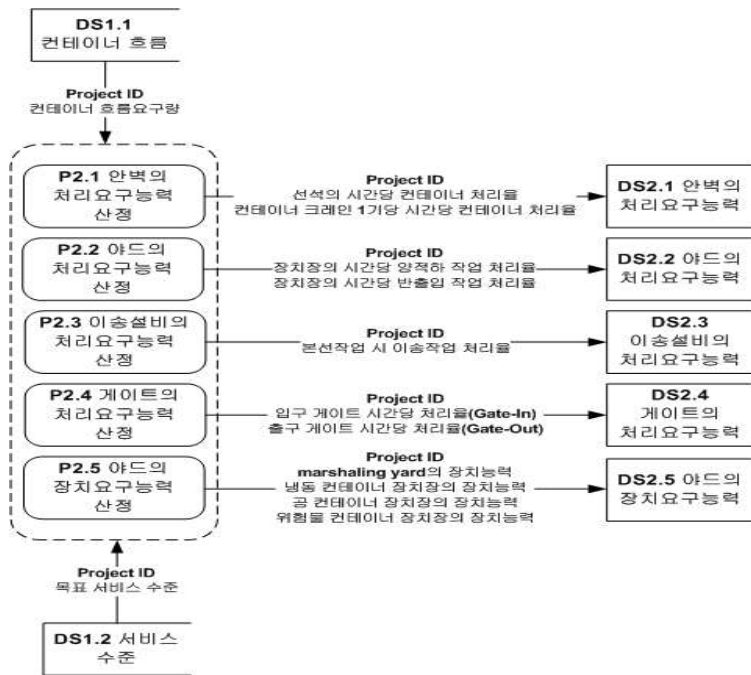 DS1.1
컨테이너 흐름
Project ID
컨테이너 흐름요구량
P2.1 안벽의
처리요구능력
산정
Project ID
선석의 시간당 컨테이너 처리율
컨테이너 크레인 1기당 시간당 컨테이너 처리율
DS2.1 안벽의
처리요구능력
P2.2 야드의
처리요구능력
산정
Project ID
장치장의 시간당 양적하 작업 처리율
장치장의 시간당 반출입 작업 처리율
DS2.2 야드의
처리요구능력
P2.3 이송설비의
처리요구능력
산정
Project ID
본선작업 시 이송작업 처리율
DS2.3
이송설비의
처리요구능력
P2.4 게이트의
처리요구능력
산정
Project ID
입구 게이트 시간당 처리율(Gate-In)
출구 게이트 시간당 처리율(Gate-Out)
DS2.4
게이트의
처리요구능력
P2.5 야드의
장치요구능력
산정
Project ID
marshaling yard의 장치능력
냉동 컨테이너 장치장의 장치능력
공 컨테이너 장치장의 장치능력
위험물 컨테이너 장치장의 장치능력
DS2.5 야드의
장치요구능력
Project ID
목표 서비스 수준
DS1.2 서비스
수준